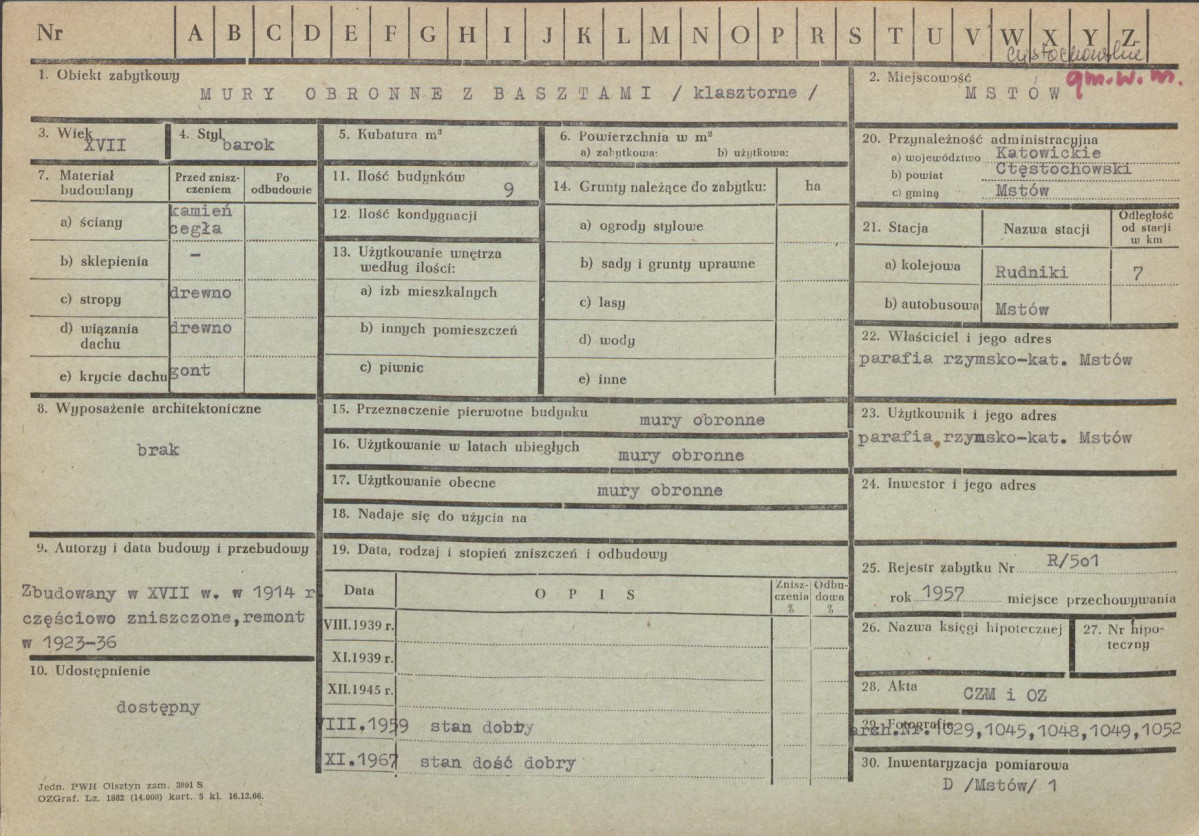 Nr A B C D E F G H I J K L M N O P R S T U V W X Y Z
częstochowskie
gm.w.m.
1. Obiekt zabytkowy
MURY OBRONNE Z BASZTAMI / klasztorne /
2. Miejscowość
MSTÓW
3. Wiek
XVII
4. Styl
barok
5. Kubatura m³
6. Powierzchnia w m²
a) zabytkowa: b) użytkowa:
7. Materiał budowlany
Przed zniszczeniem
Po odbudowie
a) ściany
kamień
cegła
b) sklepienia –
c) stropy drewno
d) wiązania dachu
drewno
e) krycie dachu gont
11. Ilość budynków
9
12. Ilość kondygnacji
13. Użytkowanie wnętrza
według ilości:
a) izb mieszkalnych
b) innych pomieszczeń
c) piwnic
14. Grunty należące do zabytku: ha
a) ogrody stylowe
b) sady i grunty uprawne
c) lasy
d) wody
e) inne
20. Przynależność administracyjna
a) województwo Katowickie
b) powiat Częstochowski
c) gminą Mstów
21. Stacja
Nazwa stacji
Odległość
od stacji
w km
a) kolejowa Rudniki 7
b) autobusowa Mstów
22. Właściciel i jego adres
parafia rzymsko-kat. Mstów
8. Wyposażenie architektoniczne
brak
15. Przeznaczenie pierwotne budynku mury obronne
16. Użytkowanie w latach ubiegłych mury obronne
17. Użytkowanie obecne mury obronne
18. Nadaje się do użycia na
23. Użytkownik i jego adres
parafia rzymsko-kat. Mstów
24. Inwestor i jego adres
9. Autorzy i data budowy i przebudowy
Zbudowany w XVII w. w 1914 r
częściowo zniszczone,remont
w 1923-36
19. Data, rodzaj i stopień zniszczeń i odbudowy
Data
OPIS
Znisz-
czenia
%
Odbu-
dowa
%
VIII.1939 r.
XI.1939 r.
XII.1945 r.
VIII.1959 stan dobry
XI.1967 stan dość dobry
10. Udostępnienie
dostępny
25. Rejestr zabytku Nr R/501
rok 1957 miejsce przechowywania
26. Nazwa księgi hipotecznej
27. Nr hipo-
teczny
28. Akta CZM i OZ
29. Fotografie
arch.Nr.1029,1045,1048,1049,1052
30. Inwentaryzacja pomiarowa
D /Mstów/ 1
Jedn. PWH Olsztyn zam. 3091 S
OZGraf. Lz. 1882 (14.000) kart. 5 kl. 16.12.66.